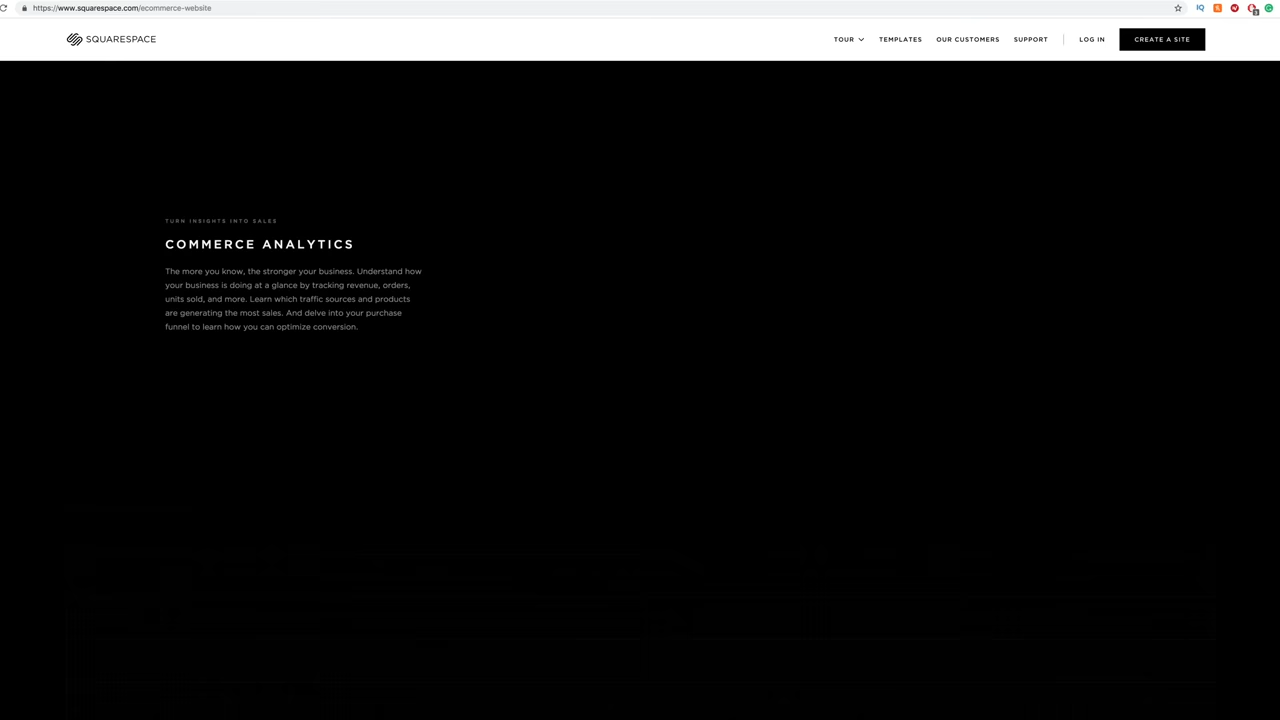 https://www.squarespace.com/ecommerce-website
IQ
3
SQUARESPACE
TOUR
TEMPLATES
OUR CUSTOMERS
SUPPORT
LOG IN
CREATE A SITE
TURN INSIGHTS INTO SALES
COMMERCE ANALYTICS
The more you know, the stronger your business. Understand how
your business is doing at a glance by tracking revenue, orders,
units sold, and more. Learn which traffic sources and products
are generating the most sales. And delve into your purchase
funnel to learn how you can optimize conversion.